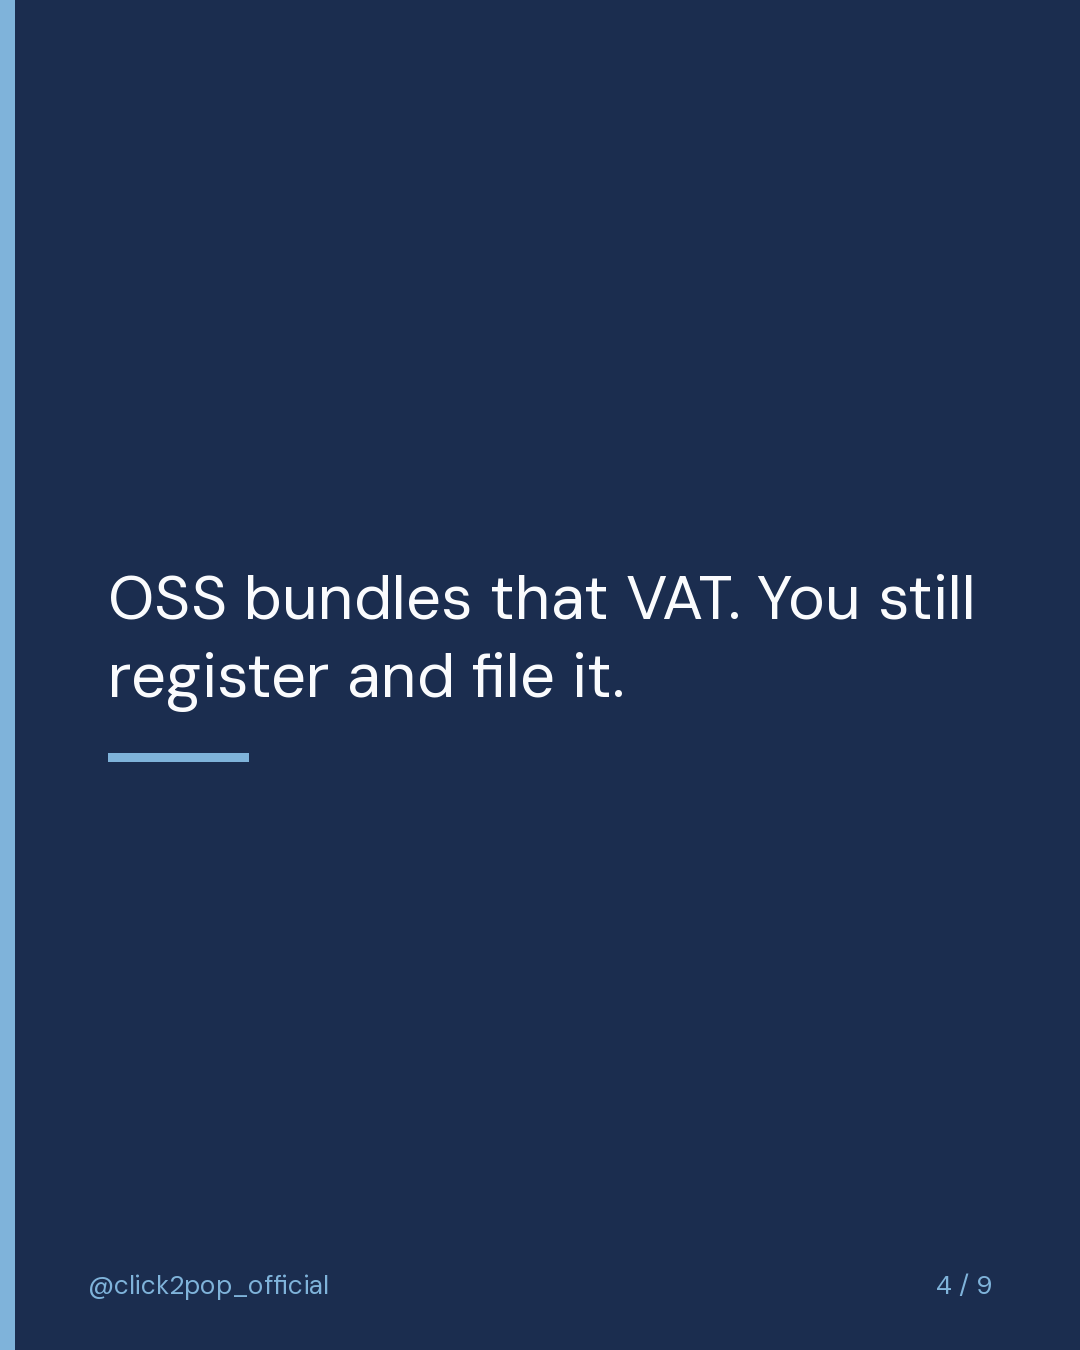 OSS bundles that VAT. You still
register and file it.
@click2pop_official
4 / 9